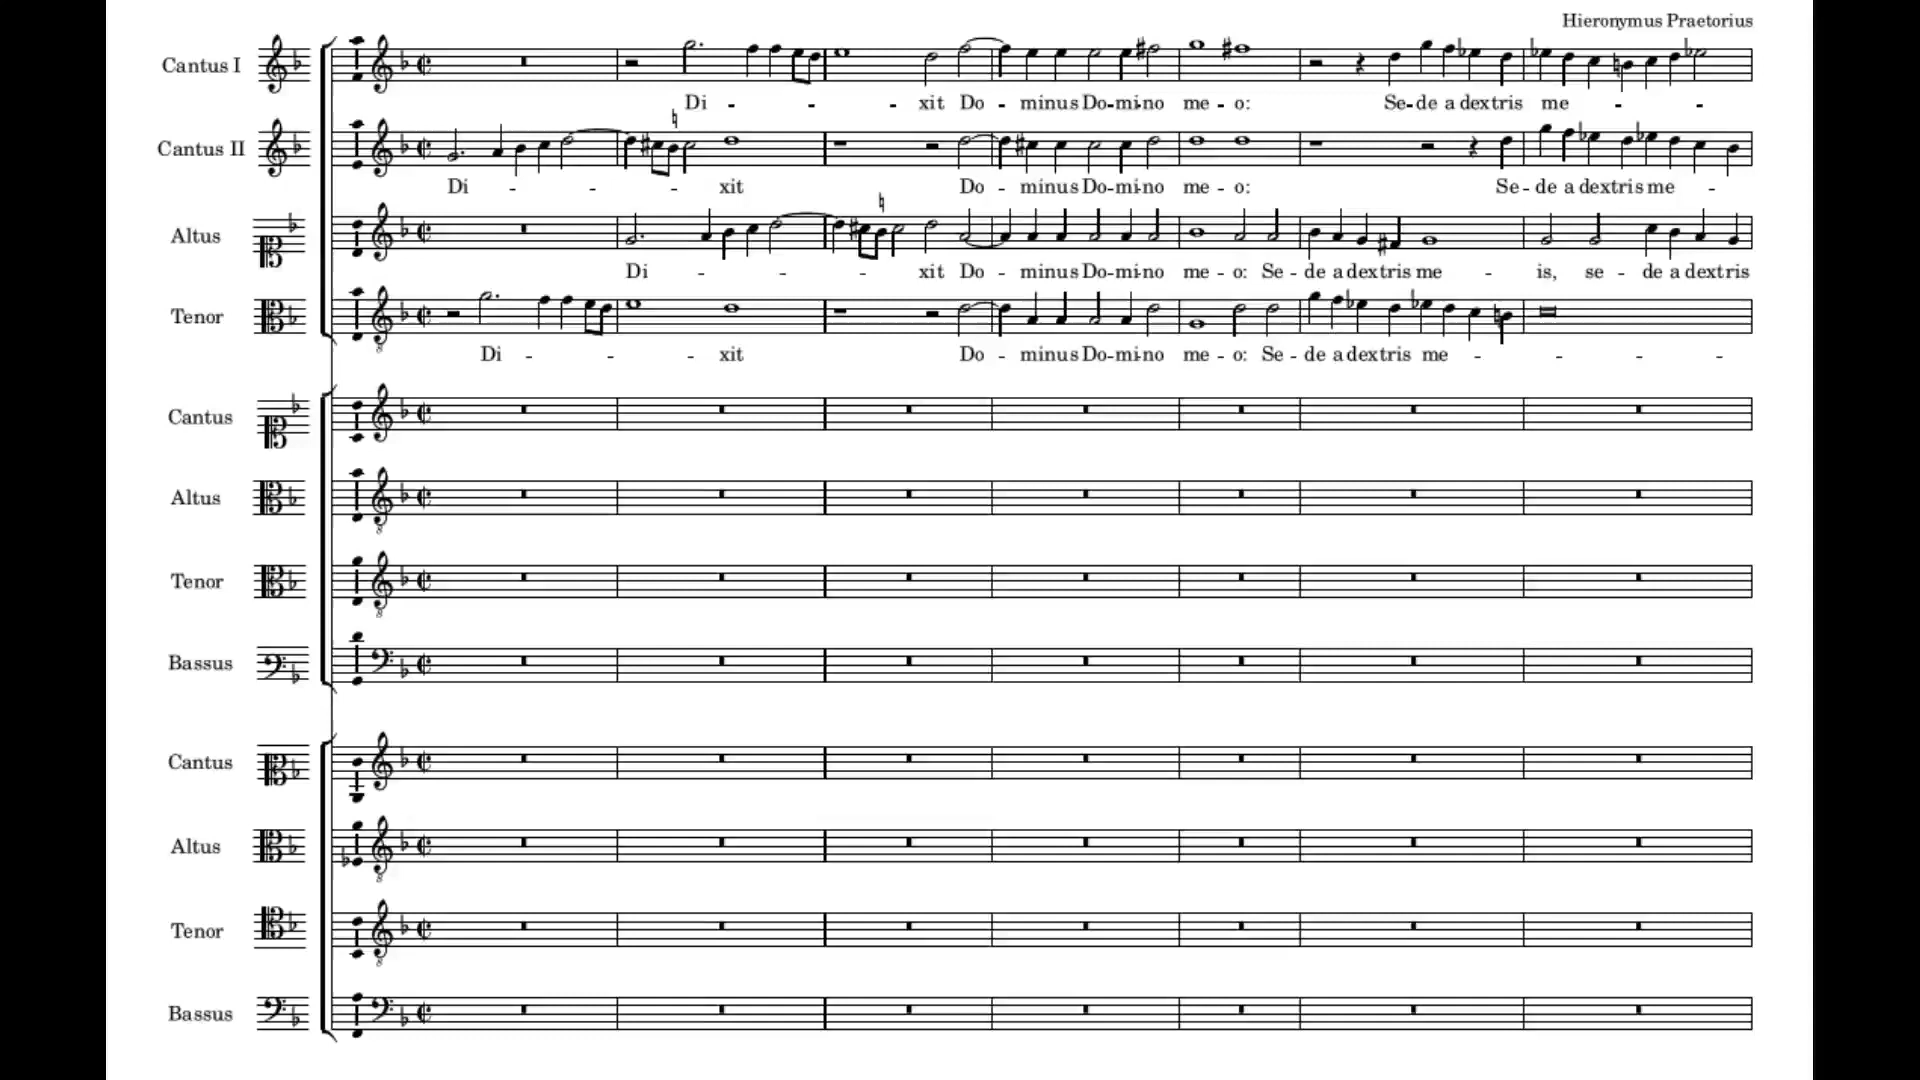 Hieronymus Praetorius
Cantus I
Di - - - - xit Do - minus Do-mi-no me - o: Se-de a dextris me - - - -
Cantus II
Di - - - - xit Do - minus Do-mi-no me - o: Se-de a dextris me -
Altus
Di - - - - xit Do - minus Do-mi-no me - o: Se-de a dextris me - is, se - de a dextris
Tenor
Di - - - xit Do - minus Do-mi-no me - o: Se-de a dextris me - - -
Cantus
Altus
Tenor
Bassus
Cantus
Altus
Tenor
Bassus